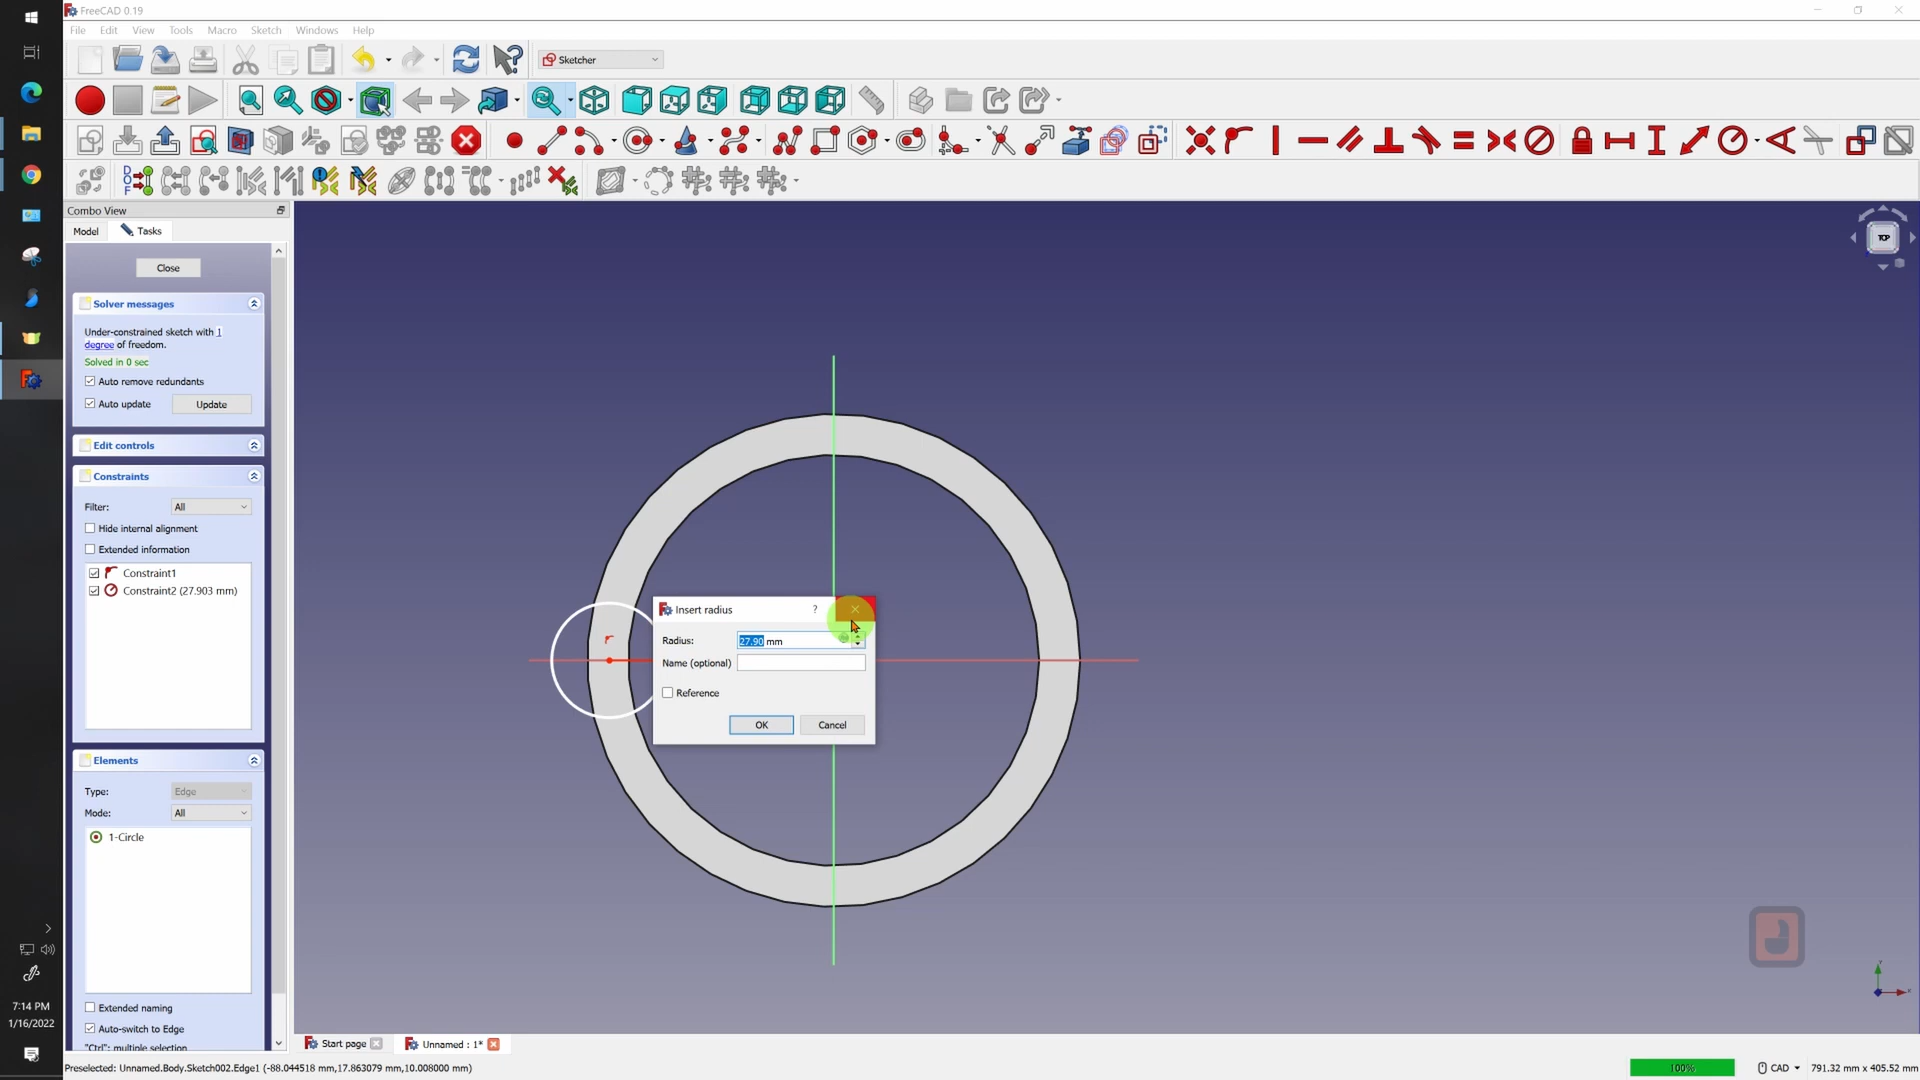 FreeCAD 0.19
File Edit View Tools Macro Sketch Windows Help
Sketcher
Combo View
Model Tasks
Close
Solver messages
Under-constrained sketch with 1
degree of freedom.
Solved in 0 sec
Auto remove redundants
Auto update Update
Edit controls
Constraints
Filter: All
Hide internal alignment
Extended information
Constraint1
Constraint2 (27.903 mm)
Elements
Type: Edge
Mode: All
1-Circle
Extended naming
Auto-switch to Edge
"Ctrl": multiple selection
TOP
Insert radius ?
Radius: 27.90 mm
Name (optional)
Reference
OK Cancel
Start page Unnamed : 1*
Preselected: Unnamed.Body.Sketch002.Edge1 (-88.044518 mm,17.863079 mm,10.008000 mm)
100% CAD 791.32 mm x 405.52 mm
7:14 PM
1/16/2022